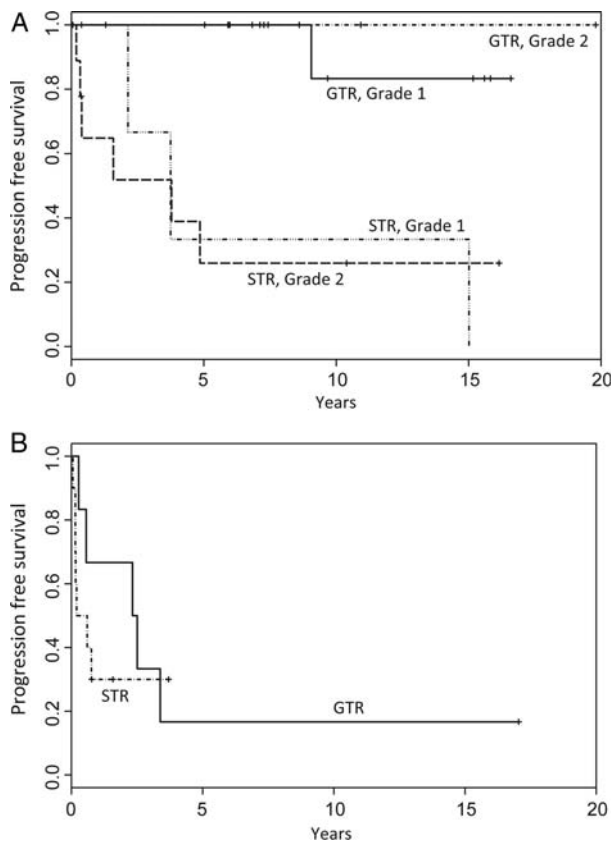 A
Progression free survival
1.0
0.8
0.6
0.4
0.2
0.0
GTR, Grade 2
GTR, Grade 1
STR, Grade 1
STR, Grade 2
0 5 10 15 20
Years
B
Progression free survival
1.0
0.8
0.6
0.4
0.2
0.0
STR
GTR
0 5 10 15 20
Years